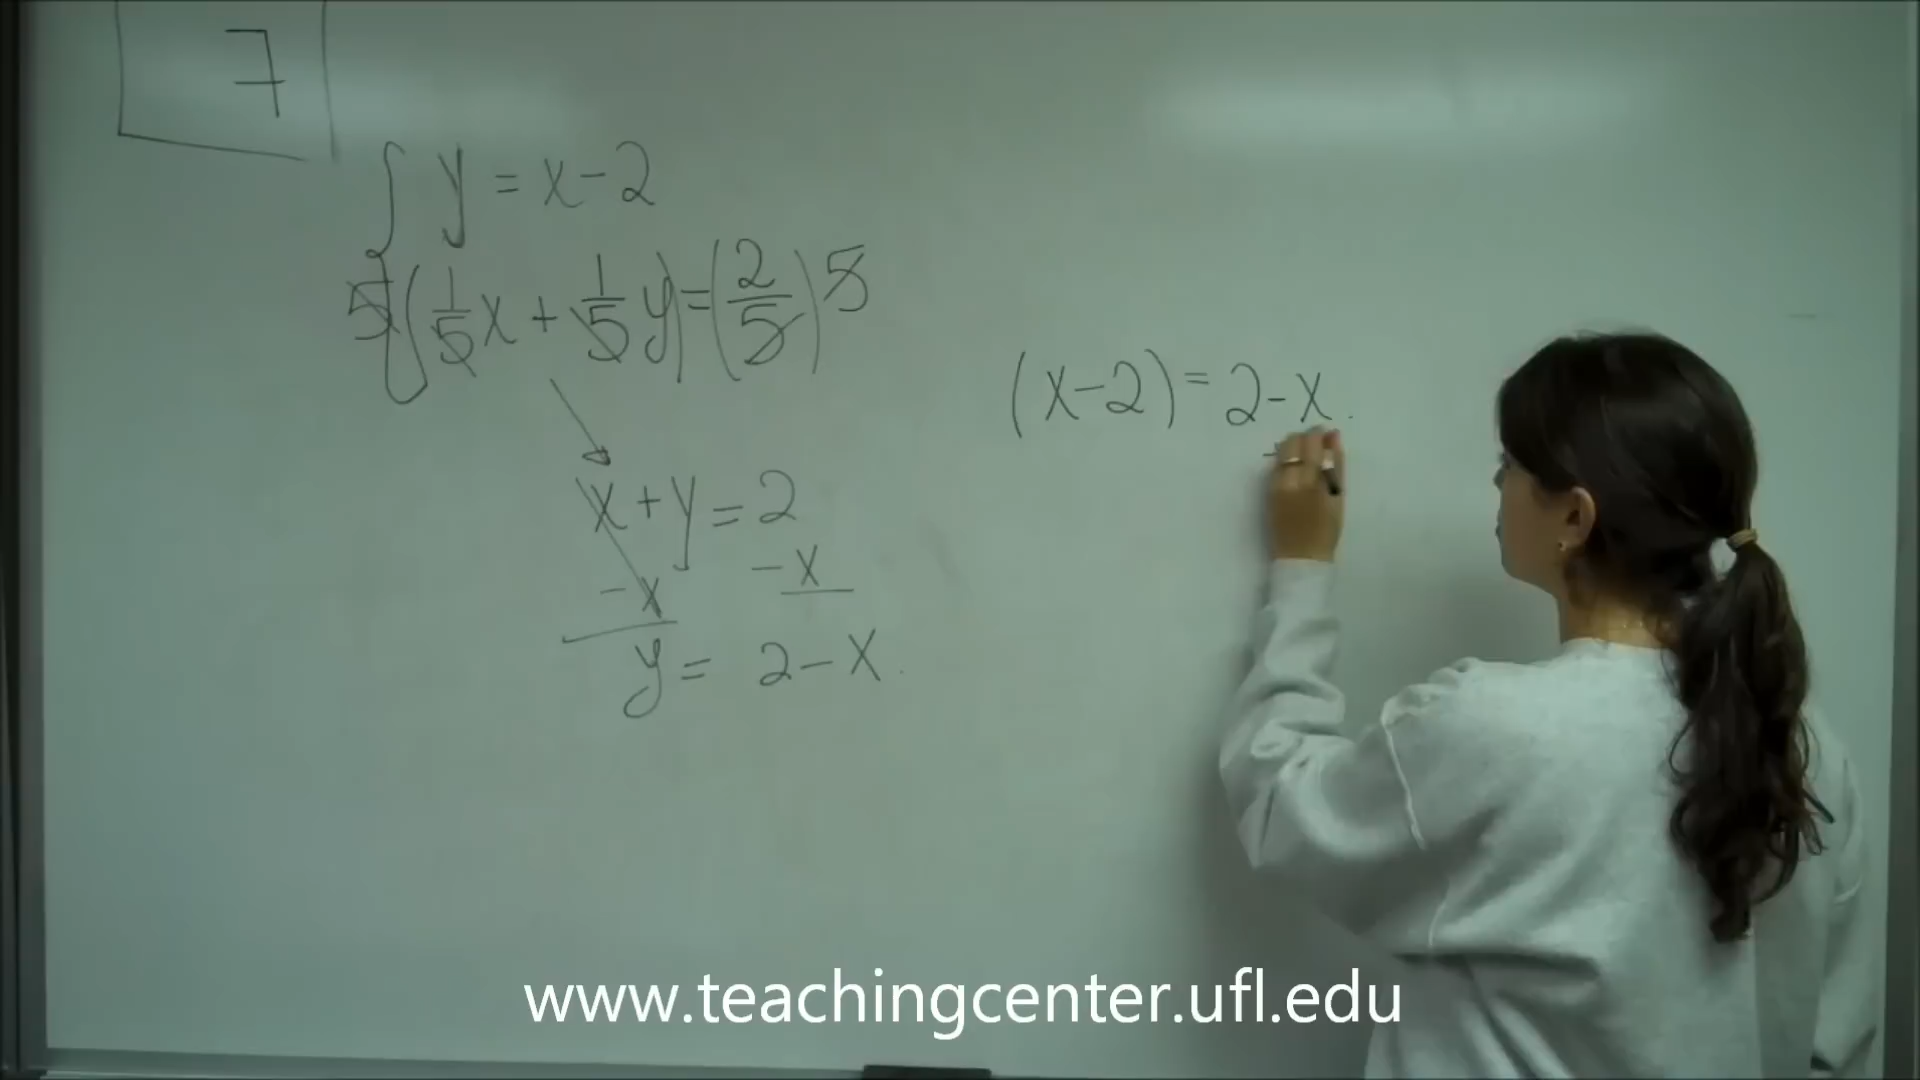 7
y = x - 2
5(1/5 x + 1/5 y) = (2/5) 5
x + y = 2
- x - x
y = 2 - x.
(x - 2) = 2 - x.
www.teachingcenter.ufl.edu